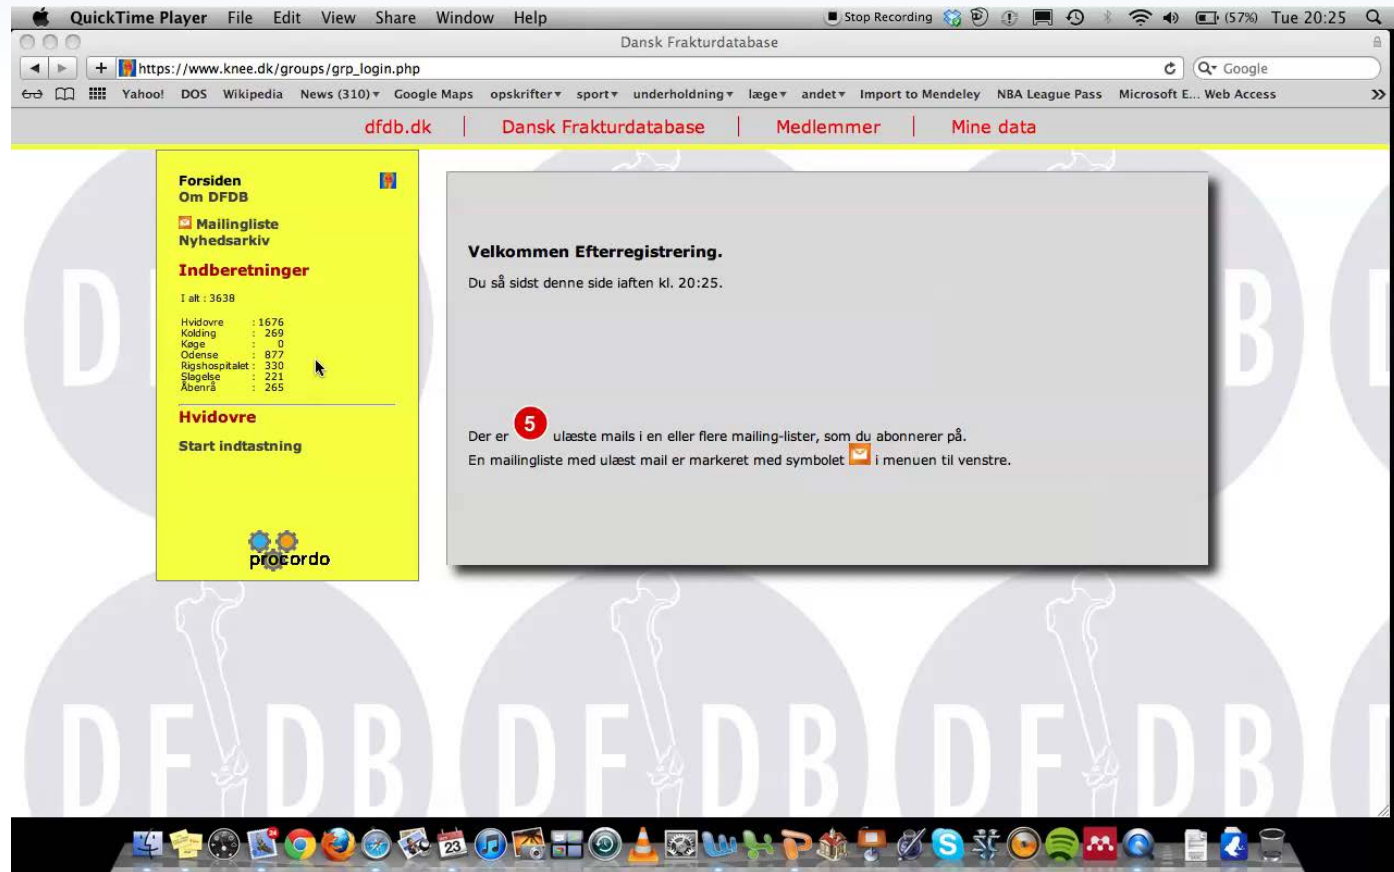 QuickTime Player File Edit View Share Window Help Stop Recording (57%) Tue 20:25
Dansk Frakturdatabase
https://www.knee.dk/groups/grp_login.php Google
Yahoo! DOS Wikipedia News (310) Google Maps opskrifter sport underholdning læge andet Import to Mendeley NBA League Pass Microsoft E... Web Access
dfdb.dk | Dansk Frakturdatabase | Medlemmer | Mine data
Forsiden
Om DFDB
Mailingliste
Nyhedsarkiv
Indberetninger
I alt : 3638
Hvidovre : 1676
Kolding : 269
Køge : 0
Odense : 877
Rigshospitalet : 330
Slagelse : 221
Åbenrå : 265
Hvidovre
Start indtastning
procordo
Velkommen Efterregistrering.
Du så sidst denne side iaften kl. 20:25.
Der er 5 ulæste mails i en eller flere mailing-lister, som du abonnerer på.
En mailingliste med ulæst mail er markeret med symbolet i menuen til venstre.
D B
DFDB DFDB DFDB
23